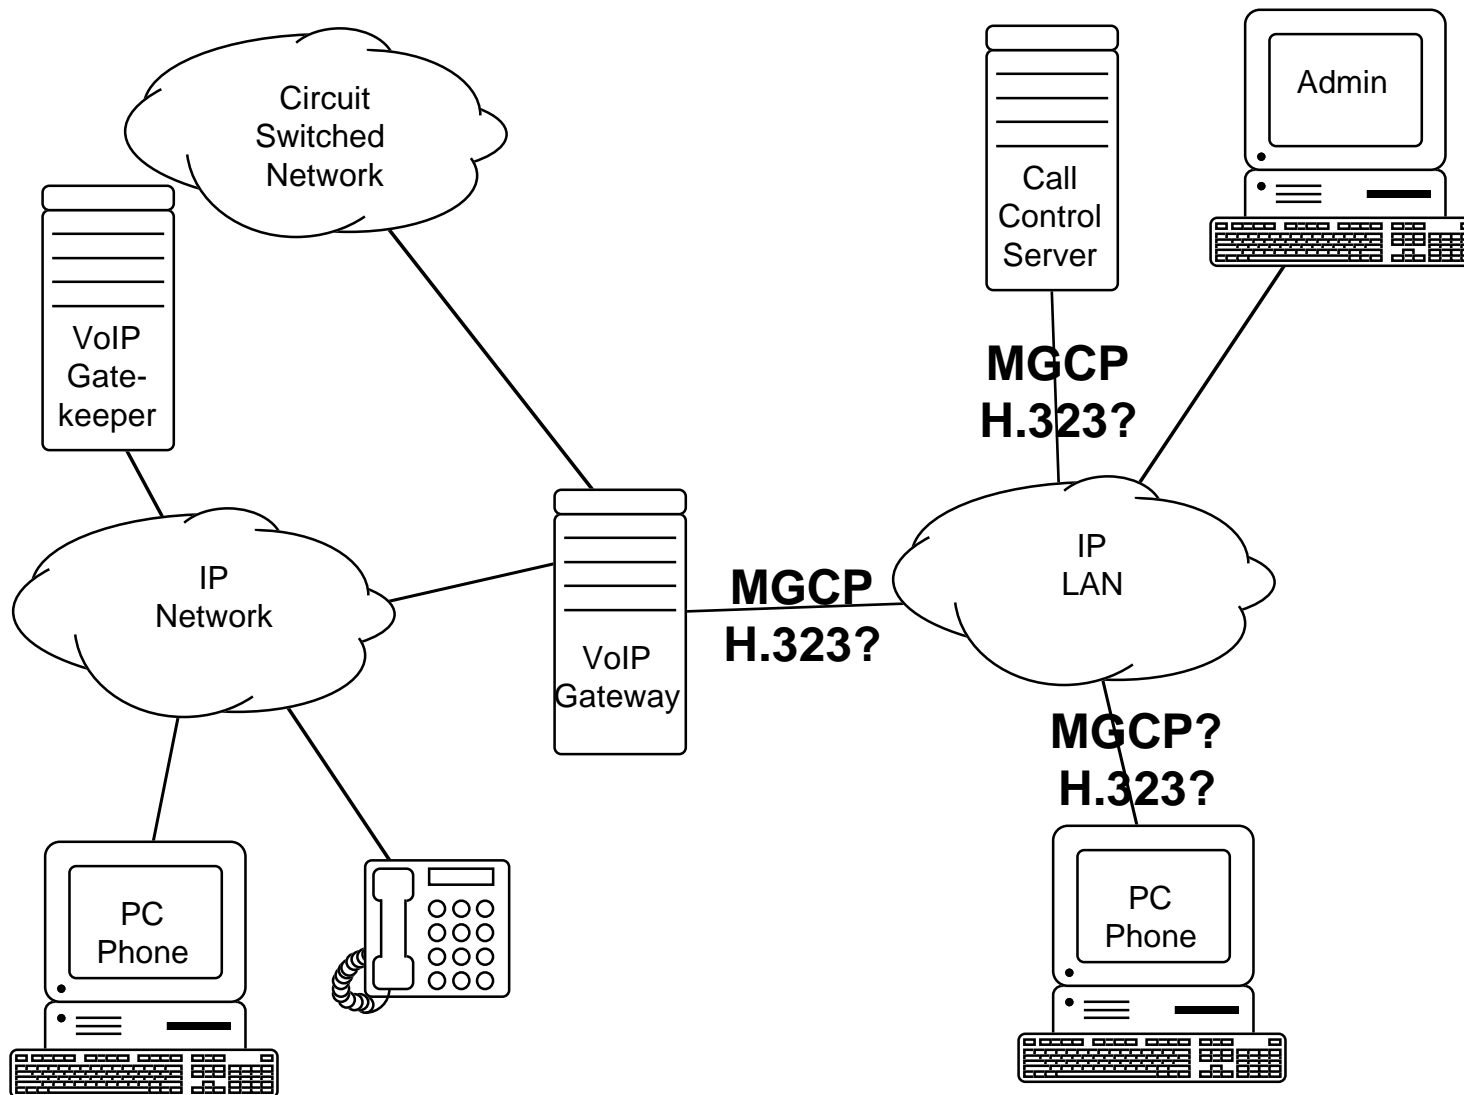 Circuit
Switched
Network
Call
Control
Server
Admin
VoIP
Gate-
keeper
MGCP
H.323?
IP
Network
VoIP
Gateway
MGCP
H.323?
IP
LAN
MGCP?
H.323?
PC
Phone
PC
Phone